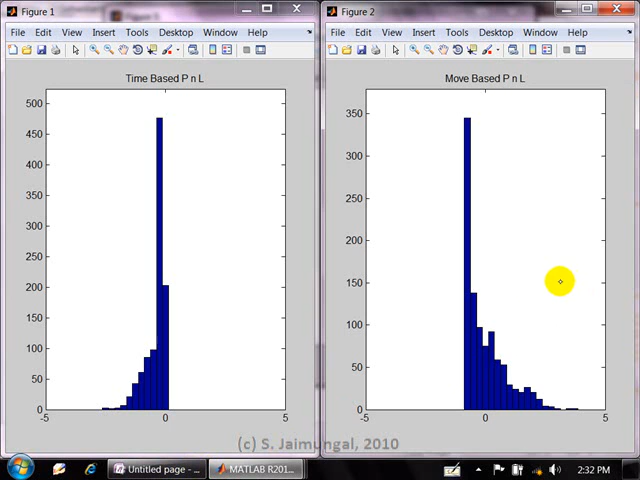 Figure 1
File Edit View Insert Tools Desktop Window Help
Time Based P n L
500
450
400
350
300
250
200
150
100
50
0
-5 0 5
Figure 2
File Edit View Insert Tools Desktop Window Help
Move Based P n L
350
300
250
200
150
100
50
0
-5 0 5
(c) S. Jaimungal, 2010
Untitled page - ...
MATLAB R201...
2:32 PM